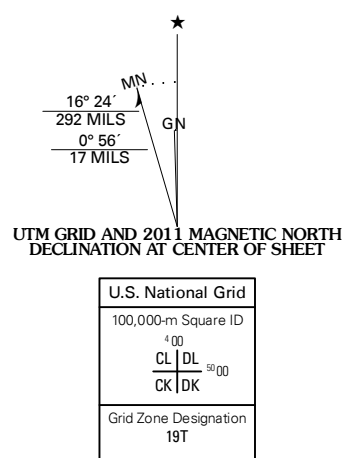 ★
MN
16° 24´
292 MILS
GN
0° 56´
17 MILS
UTM GRID AND 2011 MAGNETIC NORTH
DECLINATION AT CENTER OF SHEET
U.S. National Grid
100,000-m Square ID
4 00
CL DL
50 00
CK DK
Grid Zone Designation
19T